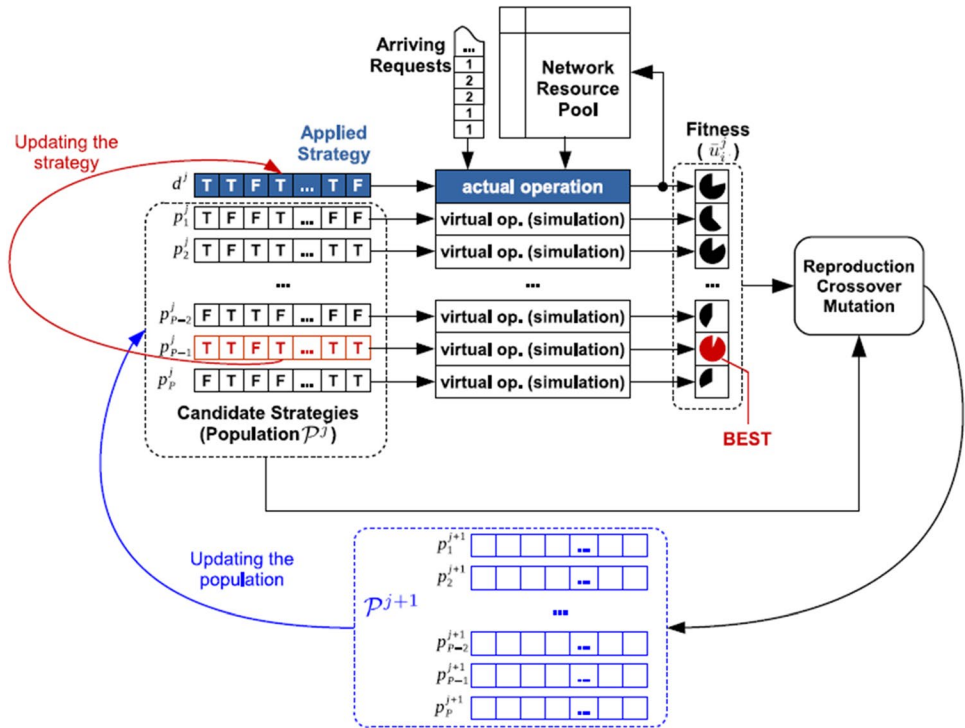 Arriving
Requests
...
1
2
2
1
1
Network
Resource
Pool
Updating the
strategy
Applied
Strategy
Fitness
( ū_i^j )
d^j T T F T ... T F actual operation
p_1^j T F F T ... F F virtual op. (simulation)
p_2^j T F T T ... T T virtual op. (simulation)
... ... ...
p_{P-2}^j F T T F ... F F virtual op. (simulation)
p_{P-1}^j T T F T ... T T virtual op. (simulation)
p_P^j F T F F ... T T virtual op. (simulation)
Reproduction
Crossover
Mutation
Candidate Strategies
(Population 𝒫^j)
BEST
Updating the
population
𝒫^{j+1}
p_1^{j+1} ...
p_2^{j+1} ...
...
p_{P-2}^{j+1} ...
p_{P-1}^{j+1} ...
p_P^{j+1} ...